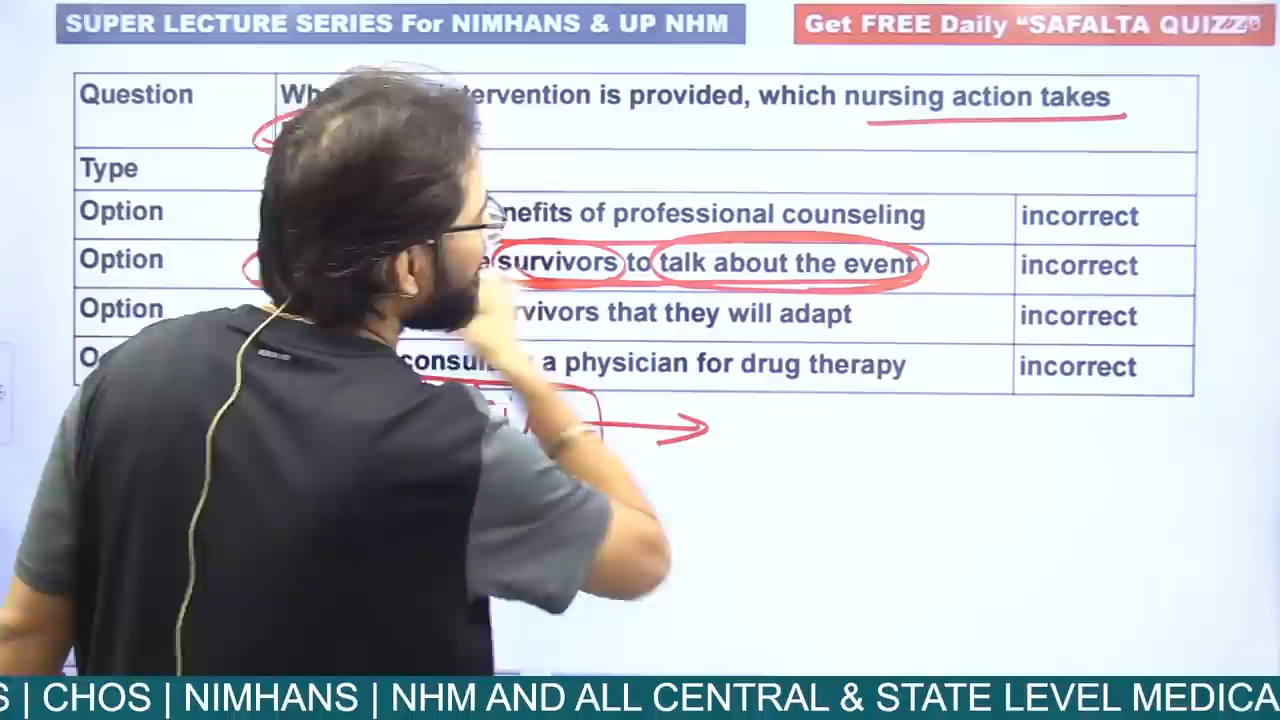 SUPER LECTURE SERIES For NIMHANS & UP NHM
Get FREE Daily “SAFALTA QUIZZ”
Question
intervention is provided, which nursing action takes
Type
Option
benefits of professional counseling
incorrect
Option
survivors to talk about the event
incorrect
Option
survivors that they will adapt
incorrect
a physician for drug therapy
incorrect
S | CHOS | NIMHANS | NHM AND ALL CENTRAL & STATE LEVEL MEDICA